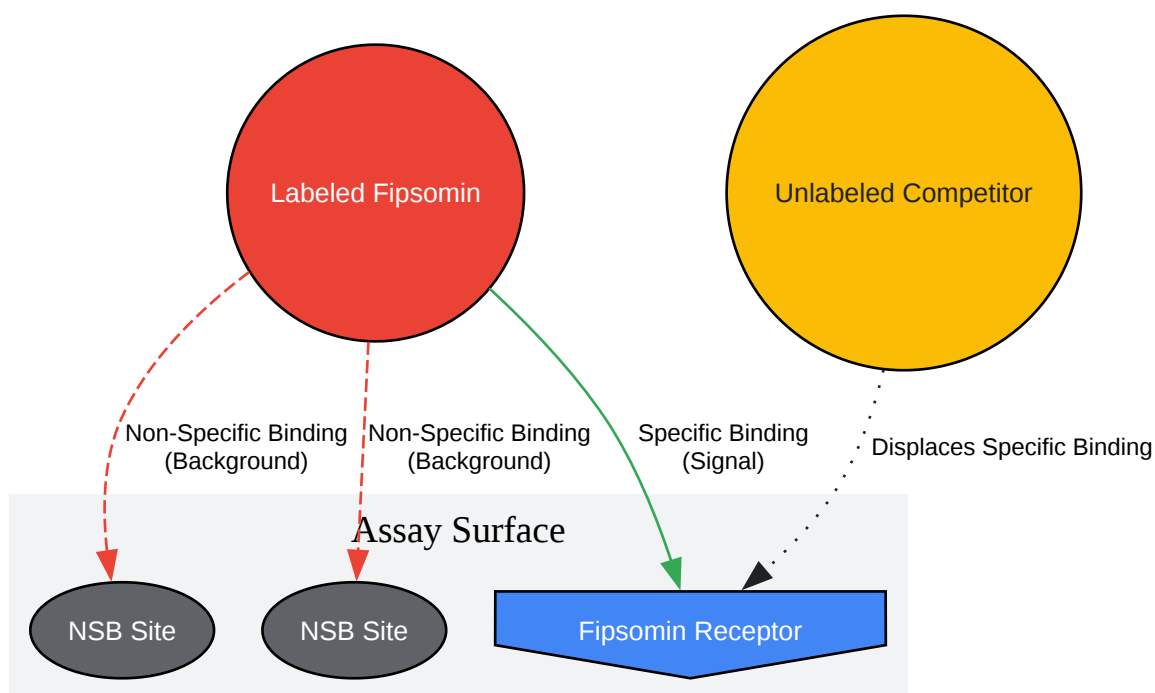 Labeled Fipsomin
Unlabeled Competitor
Non-Specific Binding
(Background)
Non-Specific Binding
(Background)
Specific Binding
(Signal)
Displaces Specific Binding
Assay Surface
NSB Site
NSB Site
Fipsomin Receptor